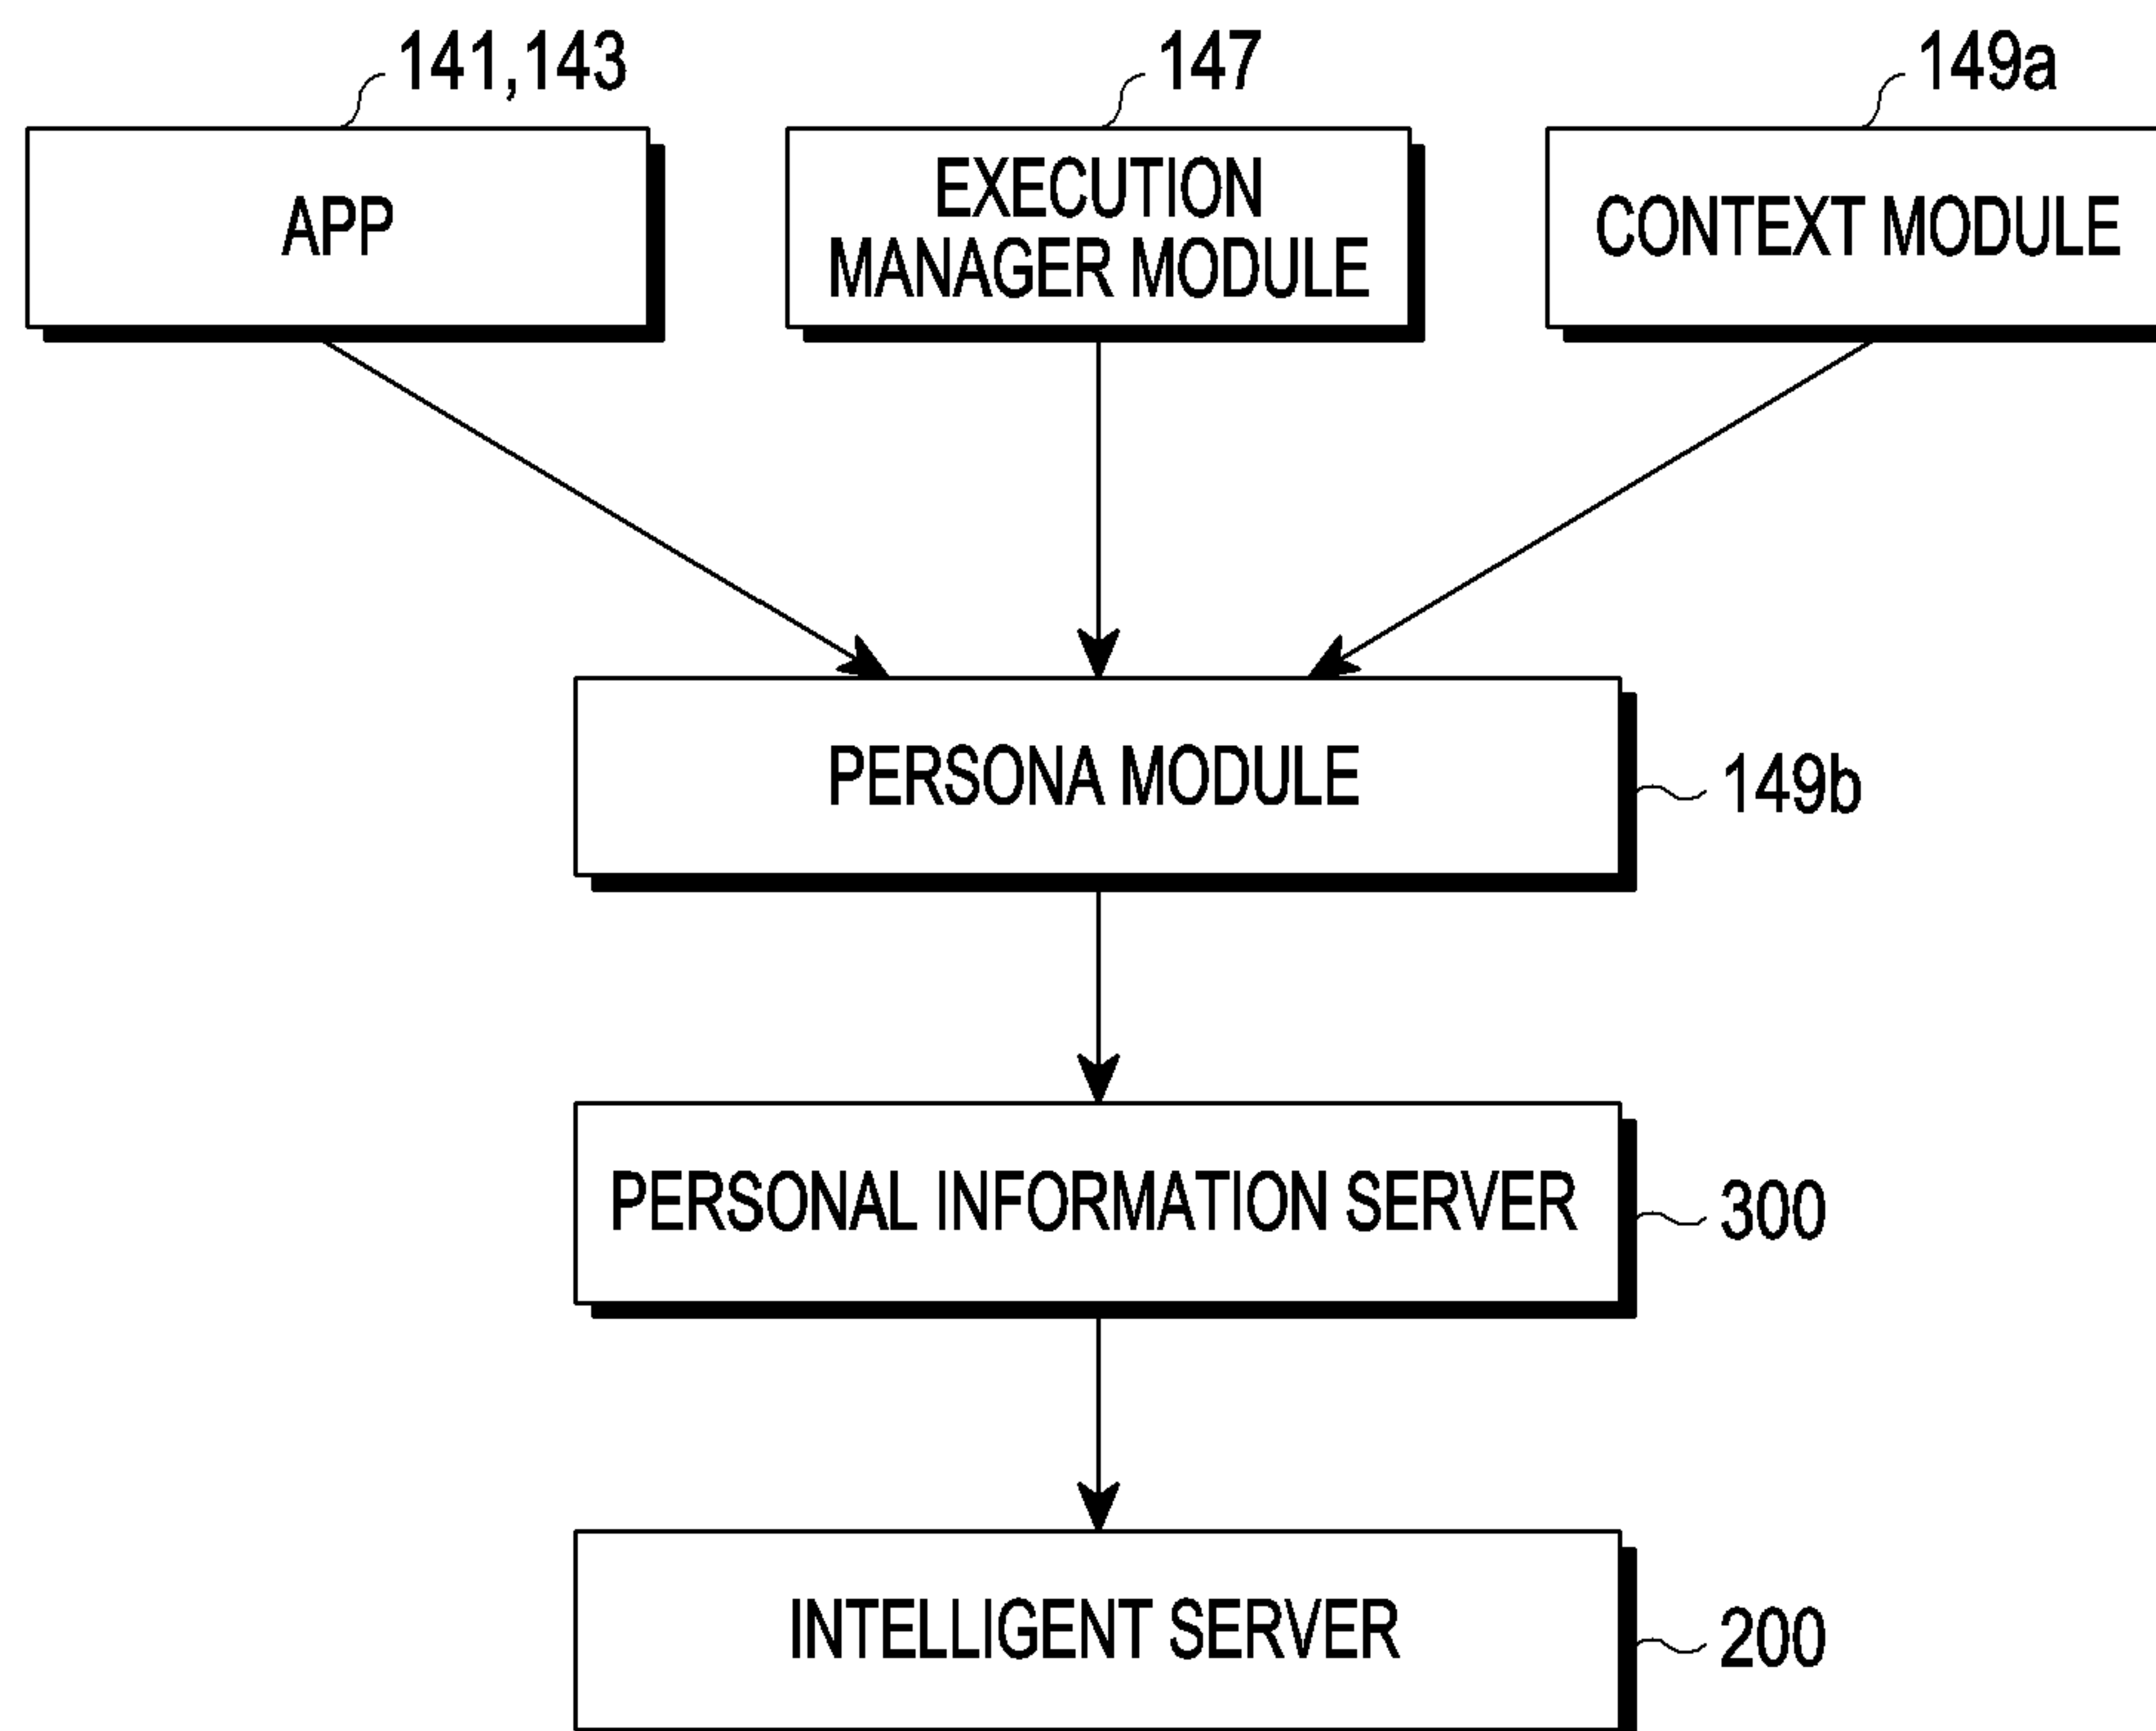 141,143
147
149a
APP
EXECUTION
MANAGER MODULE
CONTEXT MODULE
PERSONA MODULE
149b
PERSONAL INFORMATION SERVER
300
INTELLIGENT SERVER
200